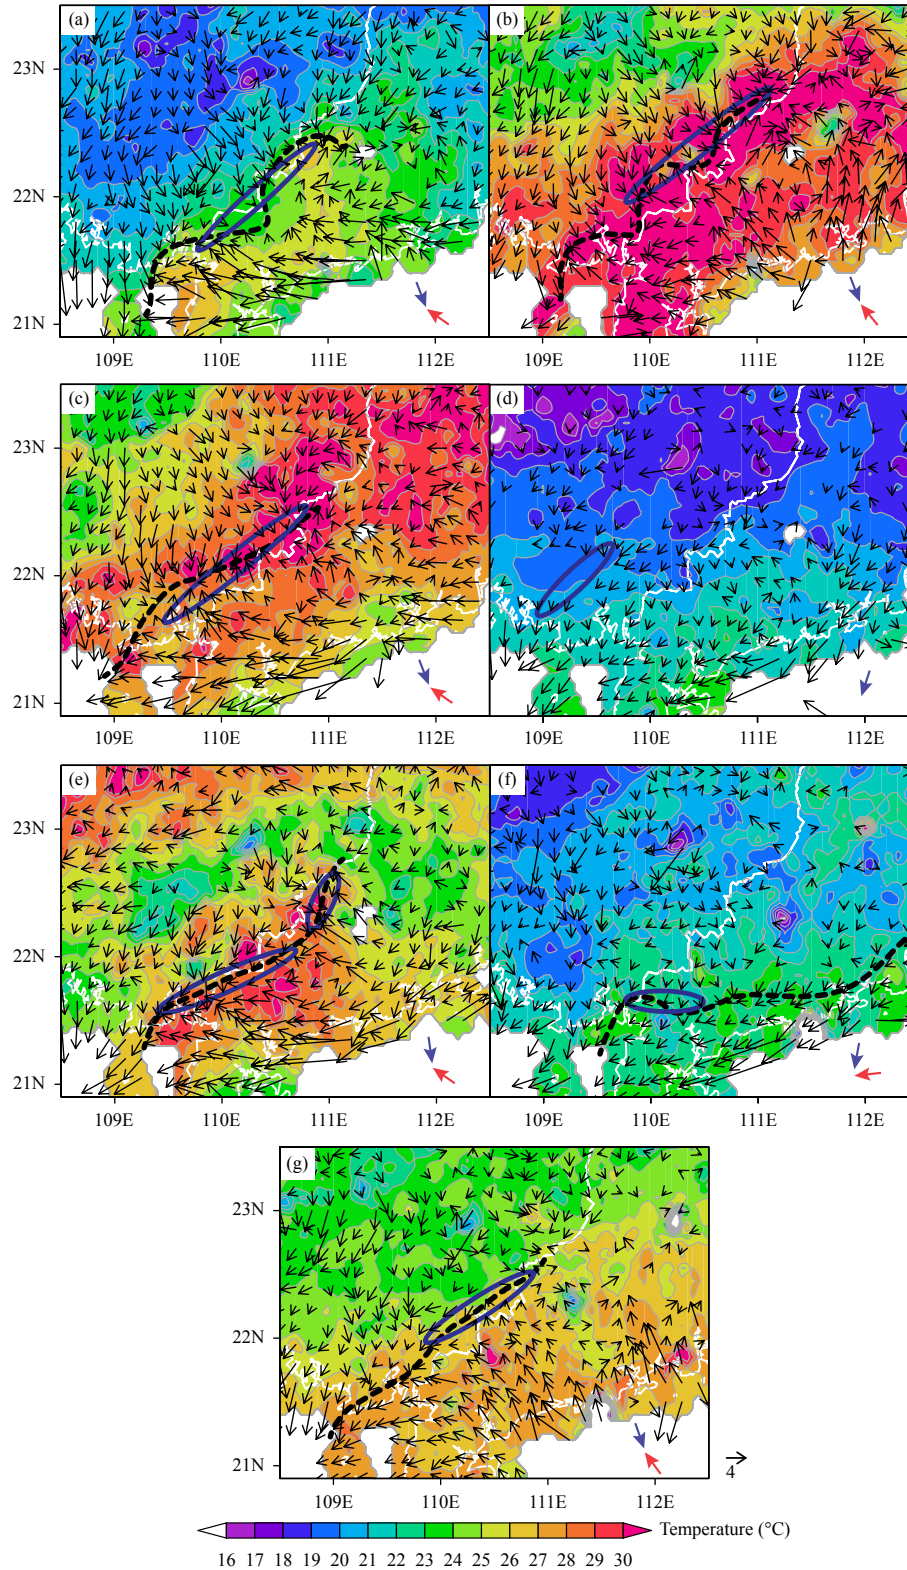 (a)
(b)
23N
22N
21N
109E 110E 111E 112E 109E 110E 111E 112E
(c)
(d)
23N
22N
21N
109E 110E 111E 112E 109E 110E 111E 112E
(e)
(f)
23N
22N
21N
109E 110E 111E 112E 109E 110E 111E 112E
(g)
23N
22N
21N
4
109E 110E 111E 112E
Temperature (°C)
16 17 18 19 20 21 22 23 24 25 26 27 28 29 30